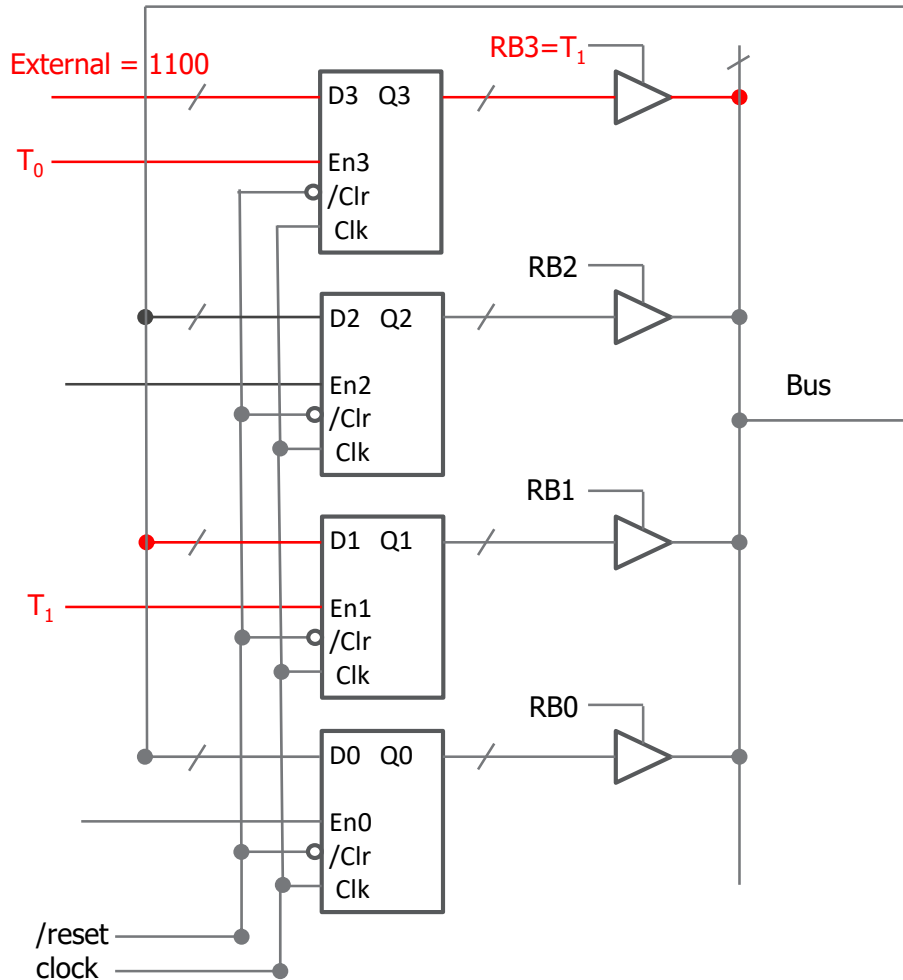 RB3=T₁
External = 1100
D3 Q3
T₀
En3
/Clr
Clk
RB2
D2 Q2
En2
/Clr
Clk
Bus
RB1
D1 Q1
T₁
En1
/Clr
Clk
RB0
D0 Q0
En0
/Clr
Clk
/reset
clock